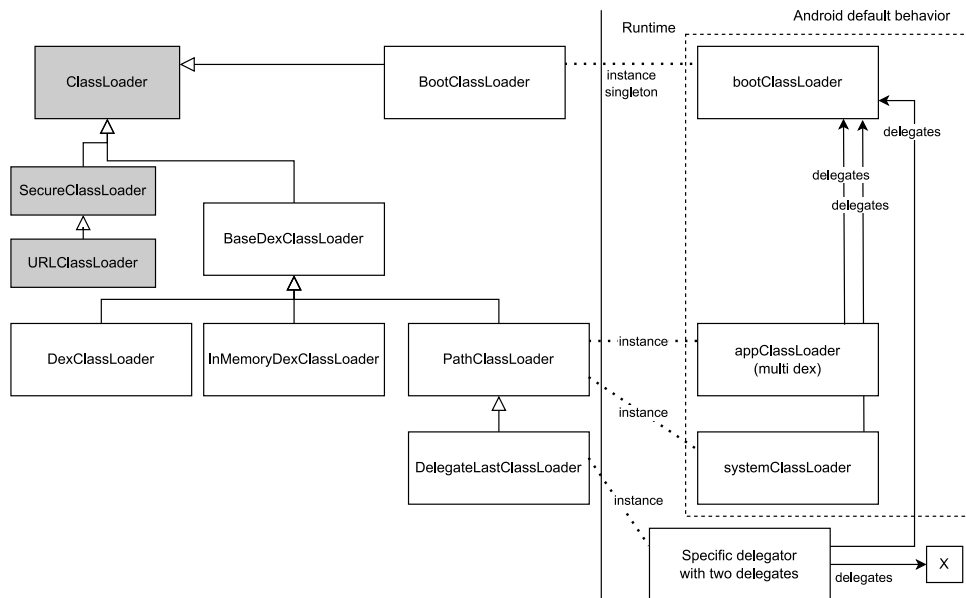 Android default behavior
Runtime
ClassLoader
BootClassLoader
instance
singleton
bootClassLoader
delegates
delegates
delegates
SecureClassLoader
BaseDexClassLoader
URLClassLoader
DexClassLoader
InMemoryDexClassLoader
PathClassLoader
instance
appClassLoader
(multi dex)
instance
DelegateLastClassLoader
systemClassLoader
instance
Specific delegator
with two delegates
delegates
X